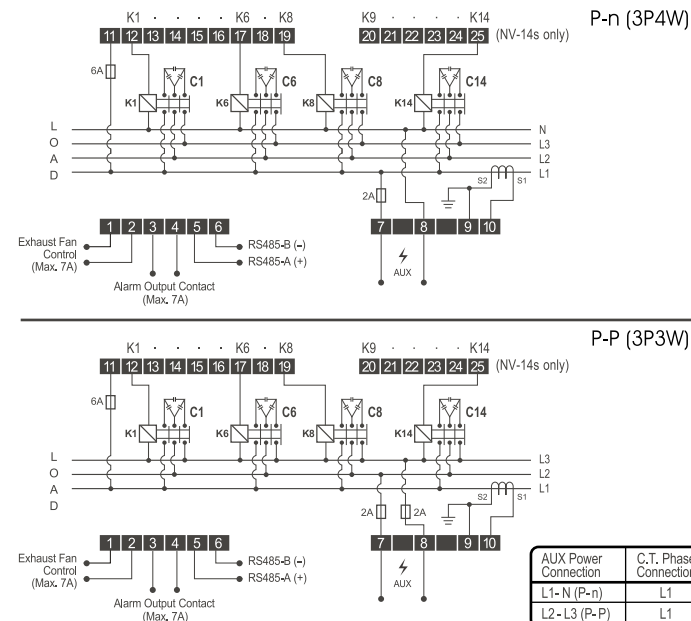 P-n (3P4W)
K1 · · · · K6 · K8 K9 · · · · K14
11 12 13 14 15 16 17 18 19 20 21 22 23 24 25 (NV-14s only)
6A
C1 C6 C8 C14
K1 K6 K8 K14
L N
O L3
A L2
D L1
S2 S1
2A
1 2 3 4 5 6 7 8 9 10
Exhaust Fan
Control
(Max. 7A)
RS485-B (–)
RS485-A (+)
AUX
Alarm Output Contact
(Max. 7A)
P-P (3P3W)
K1 · · · · K6 · K8 K9 · · · · K14
11 12 13 14 15 16 17 18 19 20 21 22 23 24 25 (NV-14s only)
6A
C1 C6 C8 C14
K1 K6 K8 K14
L L3
O L2
A L1
D
S2 S1
2A 2A
1 2 3 4 5 6 7 8 9 10
Exhaust Fan
Control
(Max. 7A)
RS485-B (–)
RS485-A (+)
AUX
Alarm Output Contact
(Max. 7A)
AUX Power C.T. Phase
Connection Connection
L1-N (P-n) L1
L2-L3 (P-P) L1